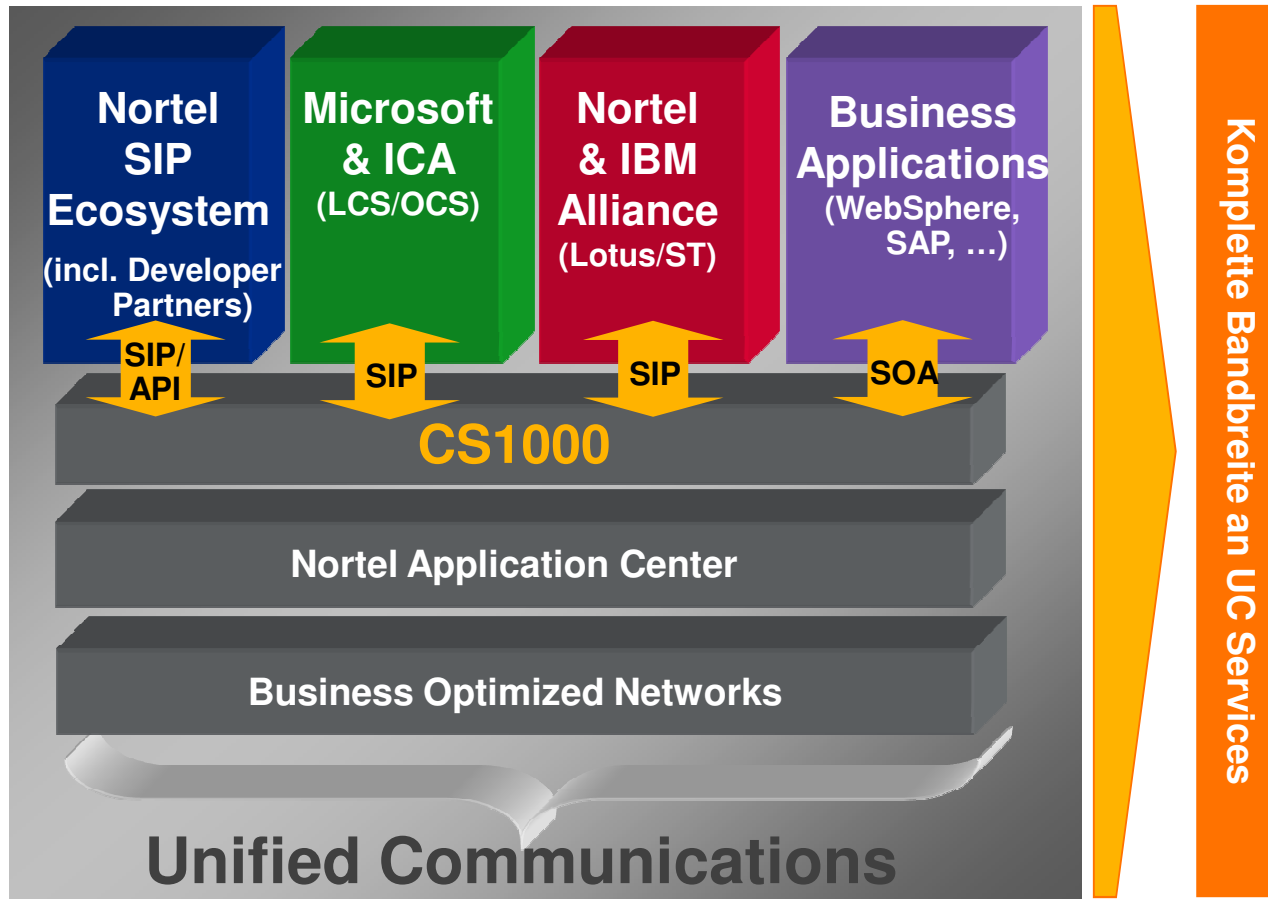 Nortel
SIP
Ecosystem
(incl. Developer
Partners)
Microsoft
& ICA
(LCS/OCS)
Nortel
& IBM
Alliance
(Lotus/ST)
Business
Applications
(WebSphere,
SAP, …)
SIP/
API
SIP
SIP
SOA
CS1000
Nortel Application Center
Business Optimized Networks
Unified Communications
Komplette Bandbreite an UC Services